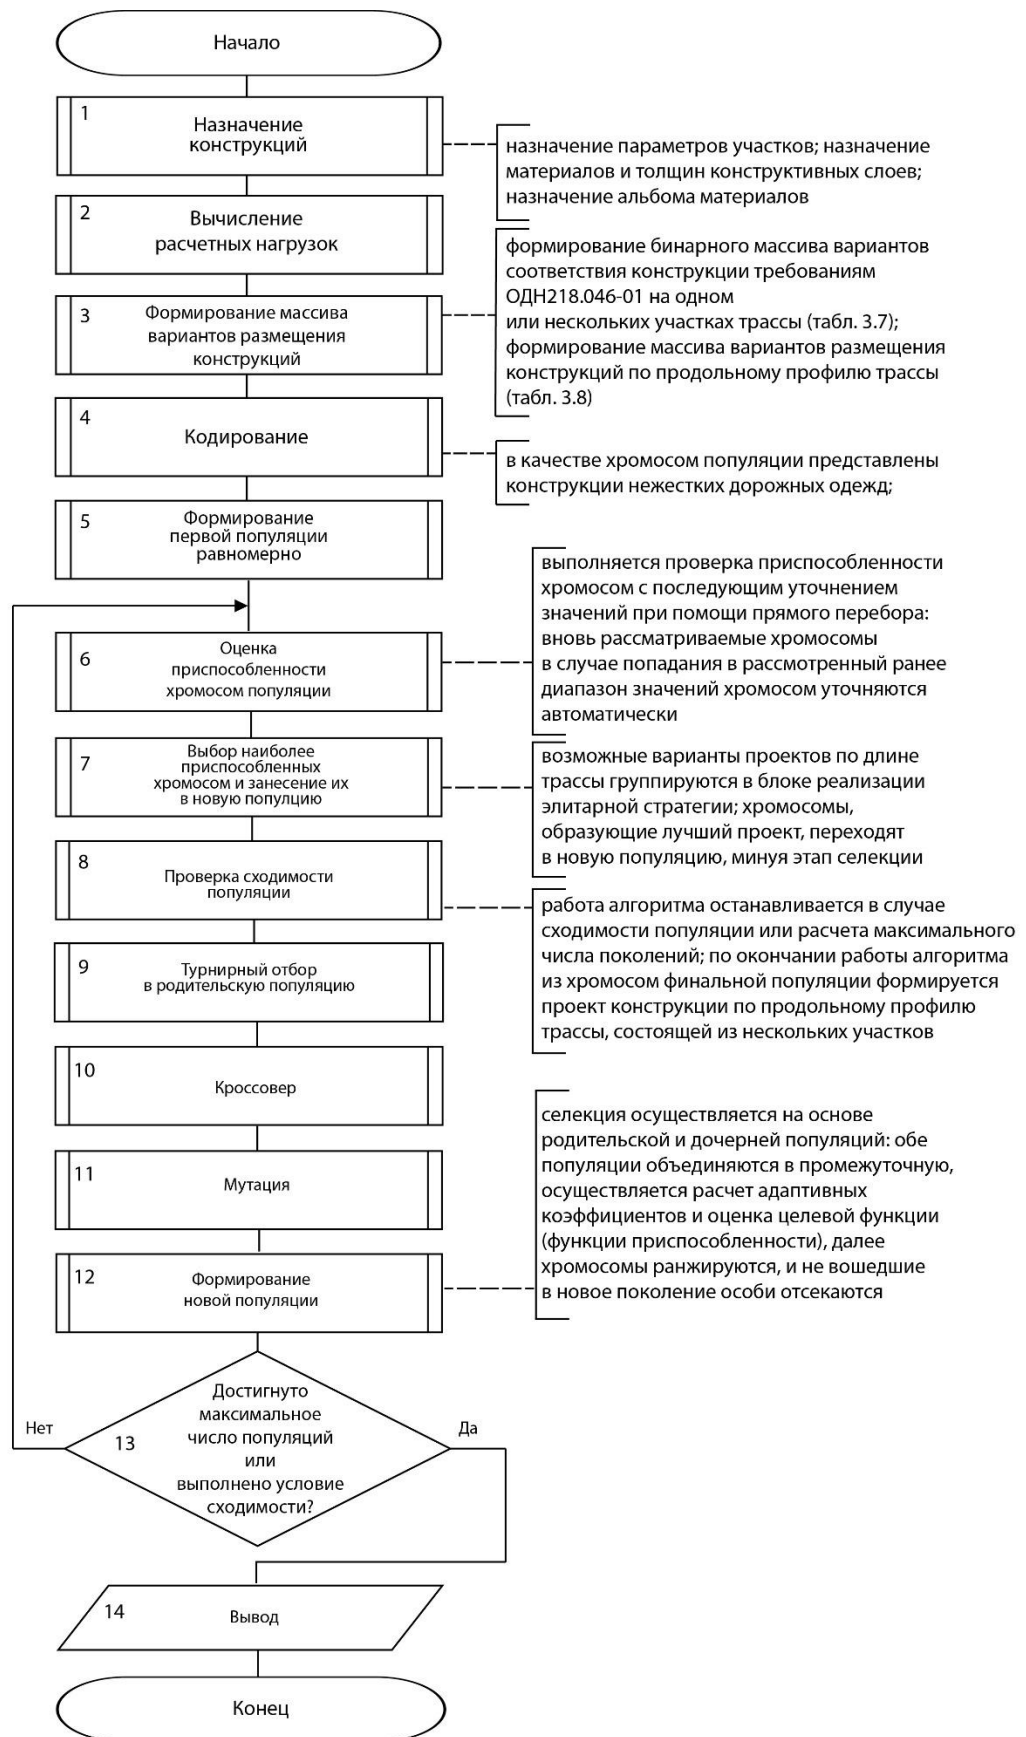 Начало
1
Назначение
конструкций
назначение параметров участков; назначение
материалов и толщин конструктивных слоев;
назначение альбома материалов
2
Вычисление
расчетных нагрузок
3
Формирование массива
вариантов размещения
конструкций
формирование бинарного массива вариантов
соответствия конструкции требованиям
ОДН218.046-01 на одном
или нескольких участках трассы (табл. 3.7);
формирование массива вариантов размещения
конструкций по продольному профилю трассы
(табл. 3.8)
4
Кодирование
в качестве хромосом популяции представлены
конструкции нежестких дорожных одежд;
5
Формирование
первой популяции
равномерно
6
Оценка
приспособленности
хромосом популяции
выполняется проверка приспособленности
хромосом с последующим уточнением
значений при помощи прямого перебора:
вновь рассматриваемые хромосомы
в случае попадания в рассмотренный ранее
диапазон значений хромосом уточняются
автоматически
7
Выбор наиболее
приспособленных
хромосом и занесение их
в новую популцию
возможные варианты проектов по длине
трассы группируются в блоке реализации
элитарной стратегии; хромосомы,
образующие лучший проект, переходят
в новую популяцию, минуя этап селекции
8
Проверка сходимости
популяции
работа алгоритма останавливается в случае
сходимости популяции или расчета максимального
числа поколений; по окончании работы алгоритма
из хромосом финальной популяции формируется
проект конструкции по продольному профилю
трассы, состоящей из нескольких участков
9
Турнирный отбор
в родительскую популяцию
10
Кроссовер
11
Мутация
12
Формирование
новой популяции
селекция осуществляется на основе
родительской и дочерней популяций: обе
популяции объединяются в промежуточную,
осуществляется расчет адаптивных
коэффициентов и оценка целевой функции
(функции приспособленности), далее
хромосомы ранжируются, и не вошедшие
в новое поколение особи отсекаются
13
Достигнуто
максимальное
число популяций
или
выполнено условие
сходимости?
Нет
Да
14
Вывод
Конец